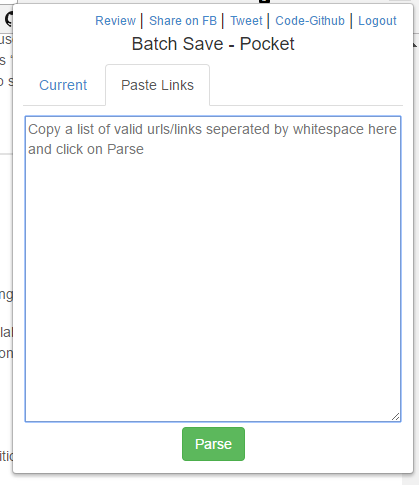 Review | Share on FB | Tweet | Code-Github | Logout
Batch Save - Pocket
Current
Paste Links
Copy a list of valid urls/links seperated by whitespace here
and click on Parse
Parse